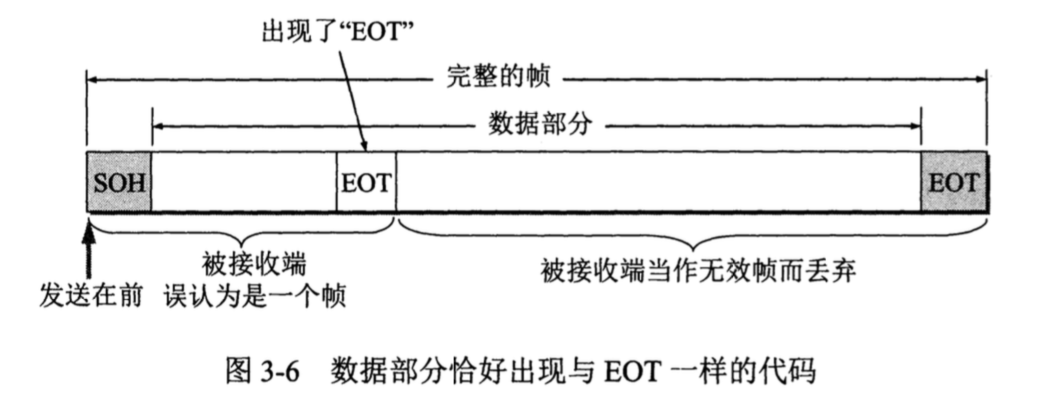 出现了“EOT”
完整的帧
数据部分
SOH
EOT
EOT
被接收端
误认为是一个帧
被接收端当作无效帧而丢弃
发送在前
图 3-6 数据部分恰好出现与 EOT 一样的代码